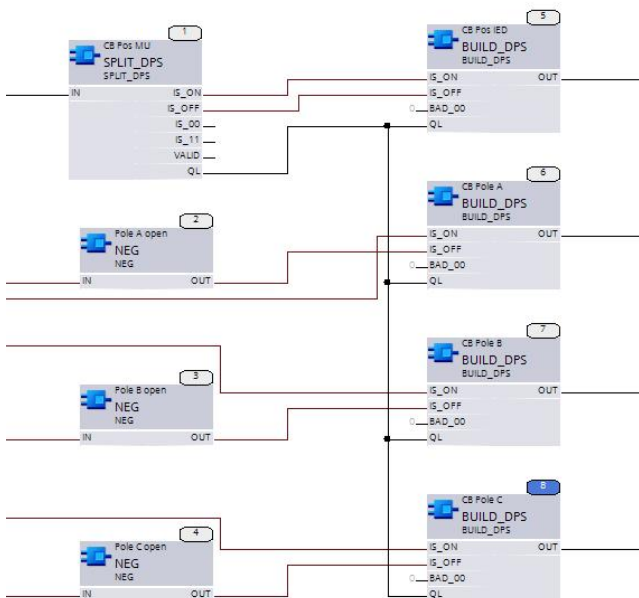 1
CB Pos MU
SPLIT_DPS
SPLIT_DPS
IN IS_ON
IS_OFF
IS_00
IS_11
VALID
QL
5
CB Pos IED
BUILD_DPS
BUILD_DPS
IS_ON OUT
IS_OFF
0 BAD_00
QL
2
Pole A open
NEG
NEG
IN OUT
6
CB Pole A
BUILD_DPS
BUILD_DPS
IS_ON OUT
IS_OFF
0 BAD_00
QL
3
Pole B open
NEG
NEG
IN OUT
7
CB Pole B
BUILD_DPS
BUILD_DPS
IS_ON OUT
IS_OFF
0 BAD_00
QL
4
Pole C open
NEG
NEG
IN OUT
8
CB Pole C
BUILD_DPS
BUILD_DPS
IS_ON OUT
IS_OFF
0 BAD_00
QL